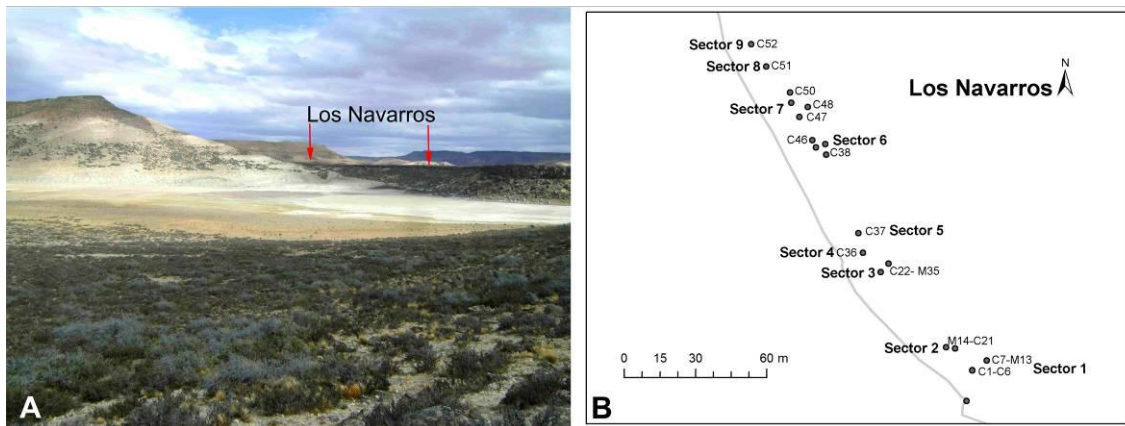 Los Navarros
A
Sector 9 C52
Sector 8 C51
N
Los Navarros
C50
Sector 7 C48
C47
C46 Sector 6
C38
C37 Sector 5
Sector 4 C36
Sector 3 C22- M35
M14-C21
Sector 2
C7-M13
Sector 1
C1-C6
0 15 30 60 m
B